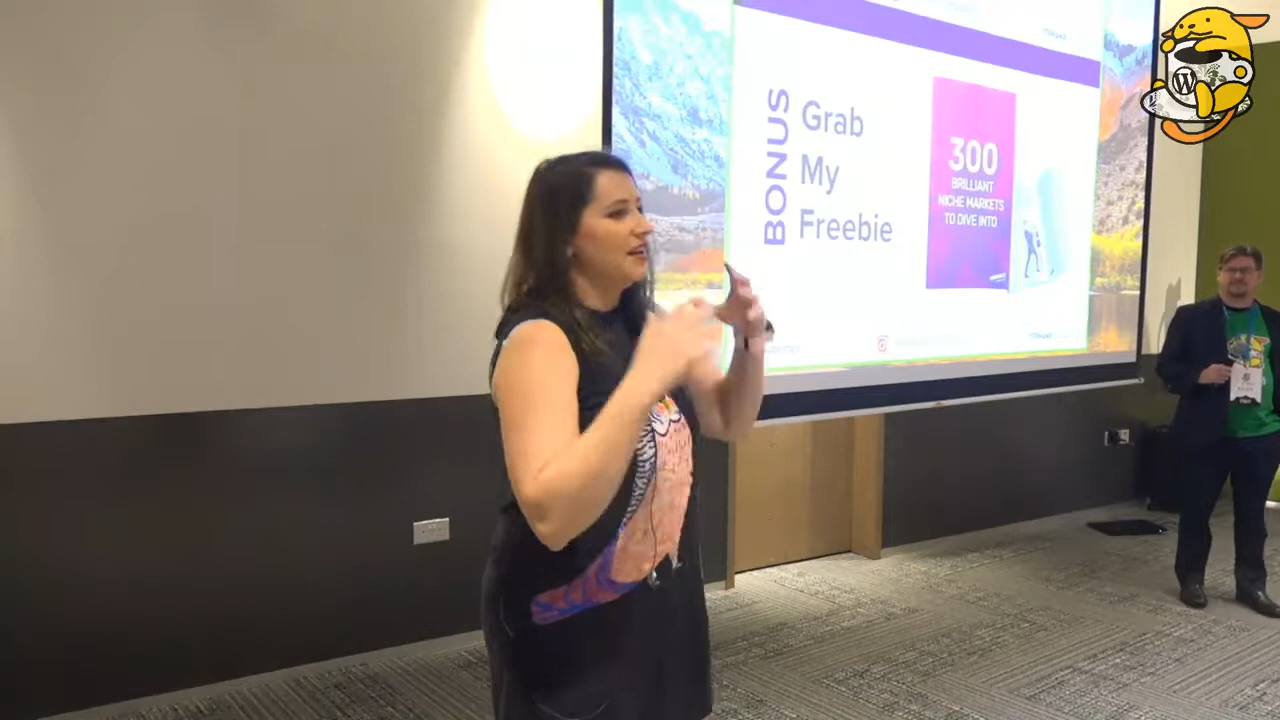 BONUS
Grab
My
Freebie
300
BRILLIANT
NICHE MARKETS
TO DIVE INTO
W